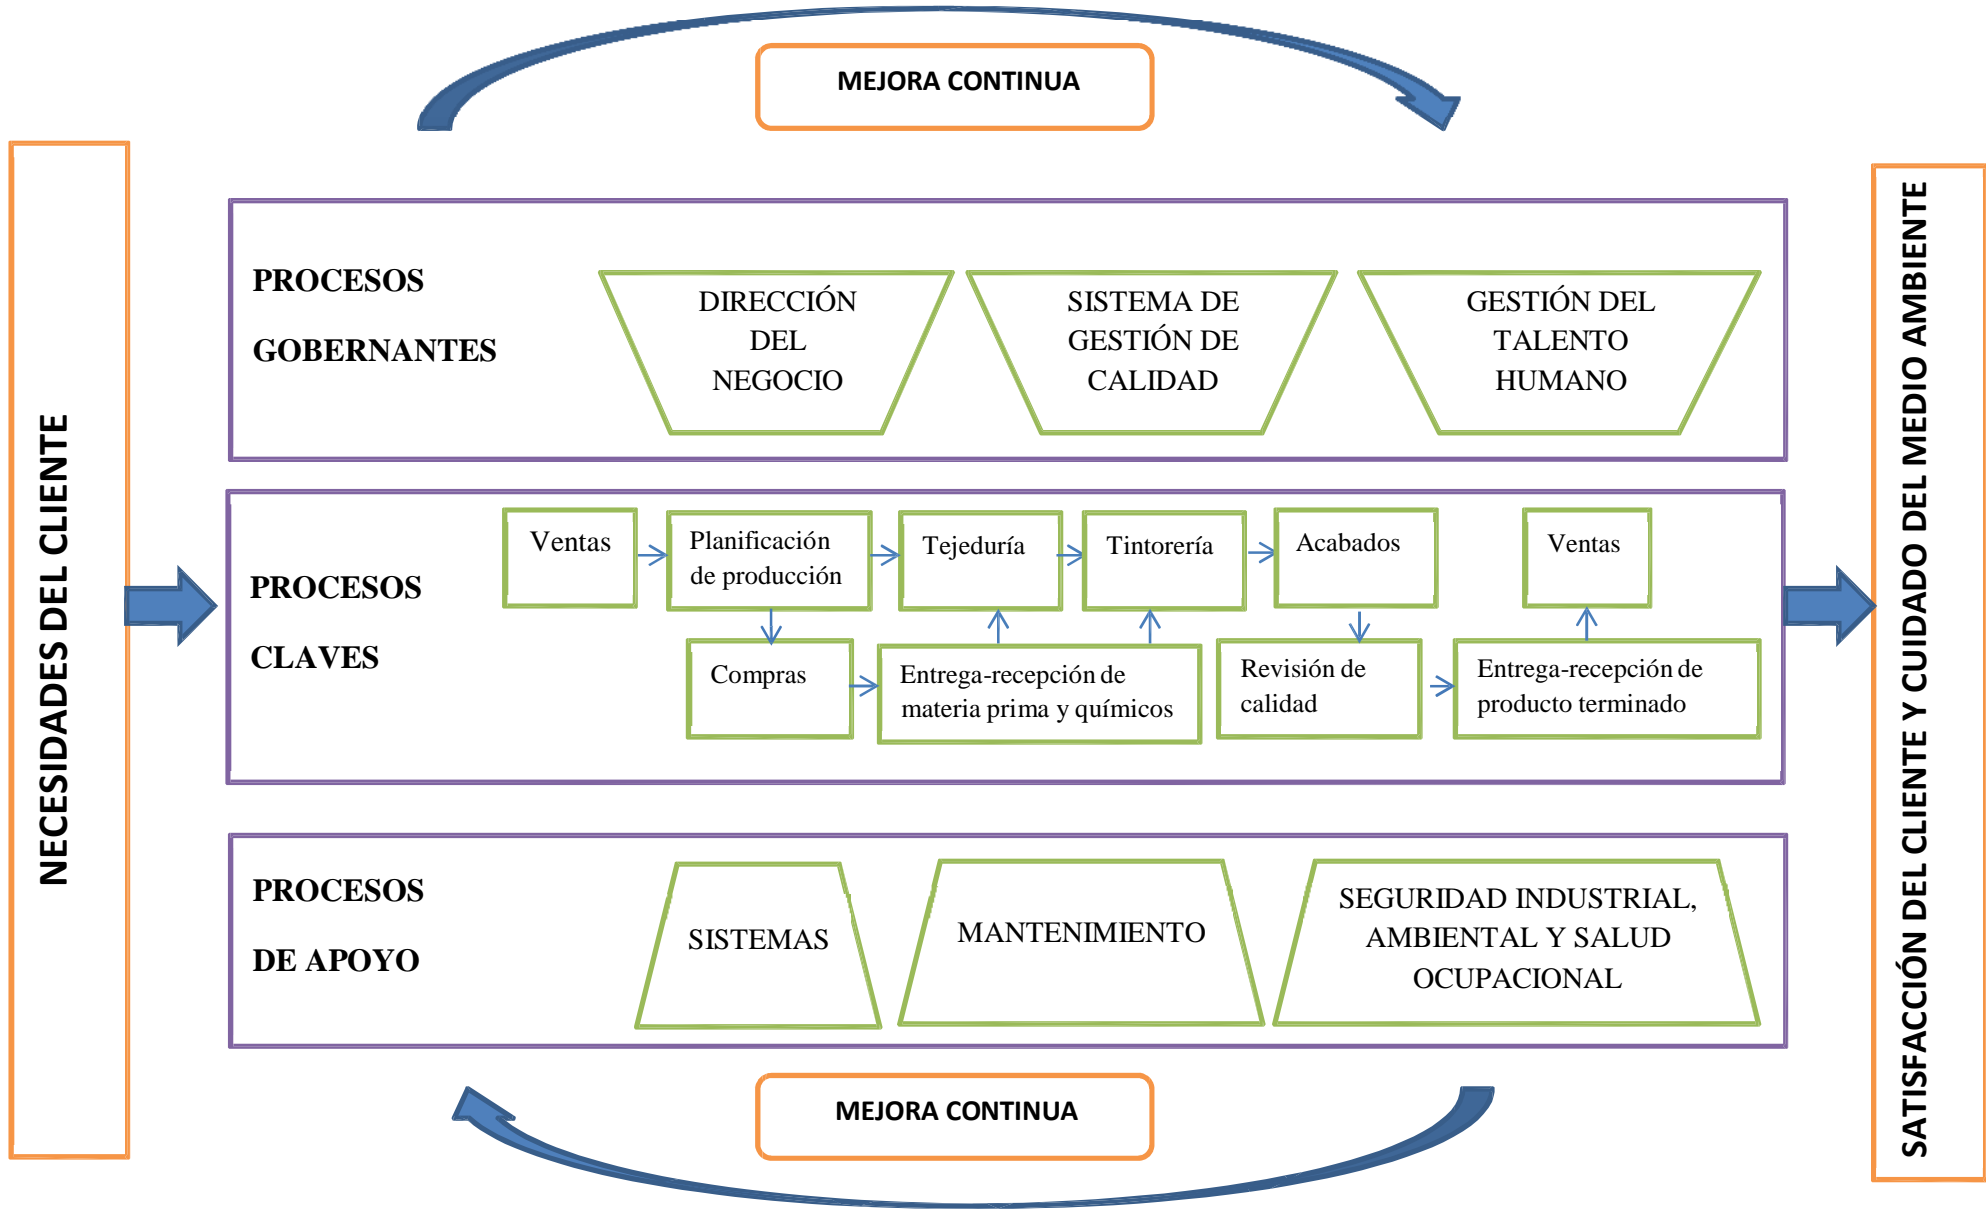 MEJORA CONTINUA
NECESIDADES DEL CLIENTE
PROCESOS
GOBERNANTES
DIRECCIÓN
DEL
NEGOCIO
SISTEMA DE
GESTIÓN DE
CALIDAD
GESTIÓN DEL
TALENTO
HUMANO
PROCESOS
CLAVES
Ventas
Planificación
de producción
Tejeduría
Tintorería
Acabados
Ventas
Compras
Entrega-recepción de
materia prima y químicos
Revisión de
calidad
Entrega-recepción de
producto terminado
PROCESOS
DE APOYO
SISTEMAS
MANTENIMIENTO
SEGURIDAD INDUSTRIAL,
AMBIENTAL Y SALUD
OCUPACIONAL
SATISFACCIÓN DEL CLIENTE Y CUIDADO DEL MEDIO AMBIENTE
MEJORA CONTINUA